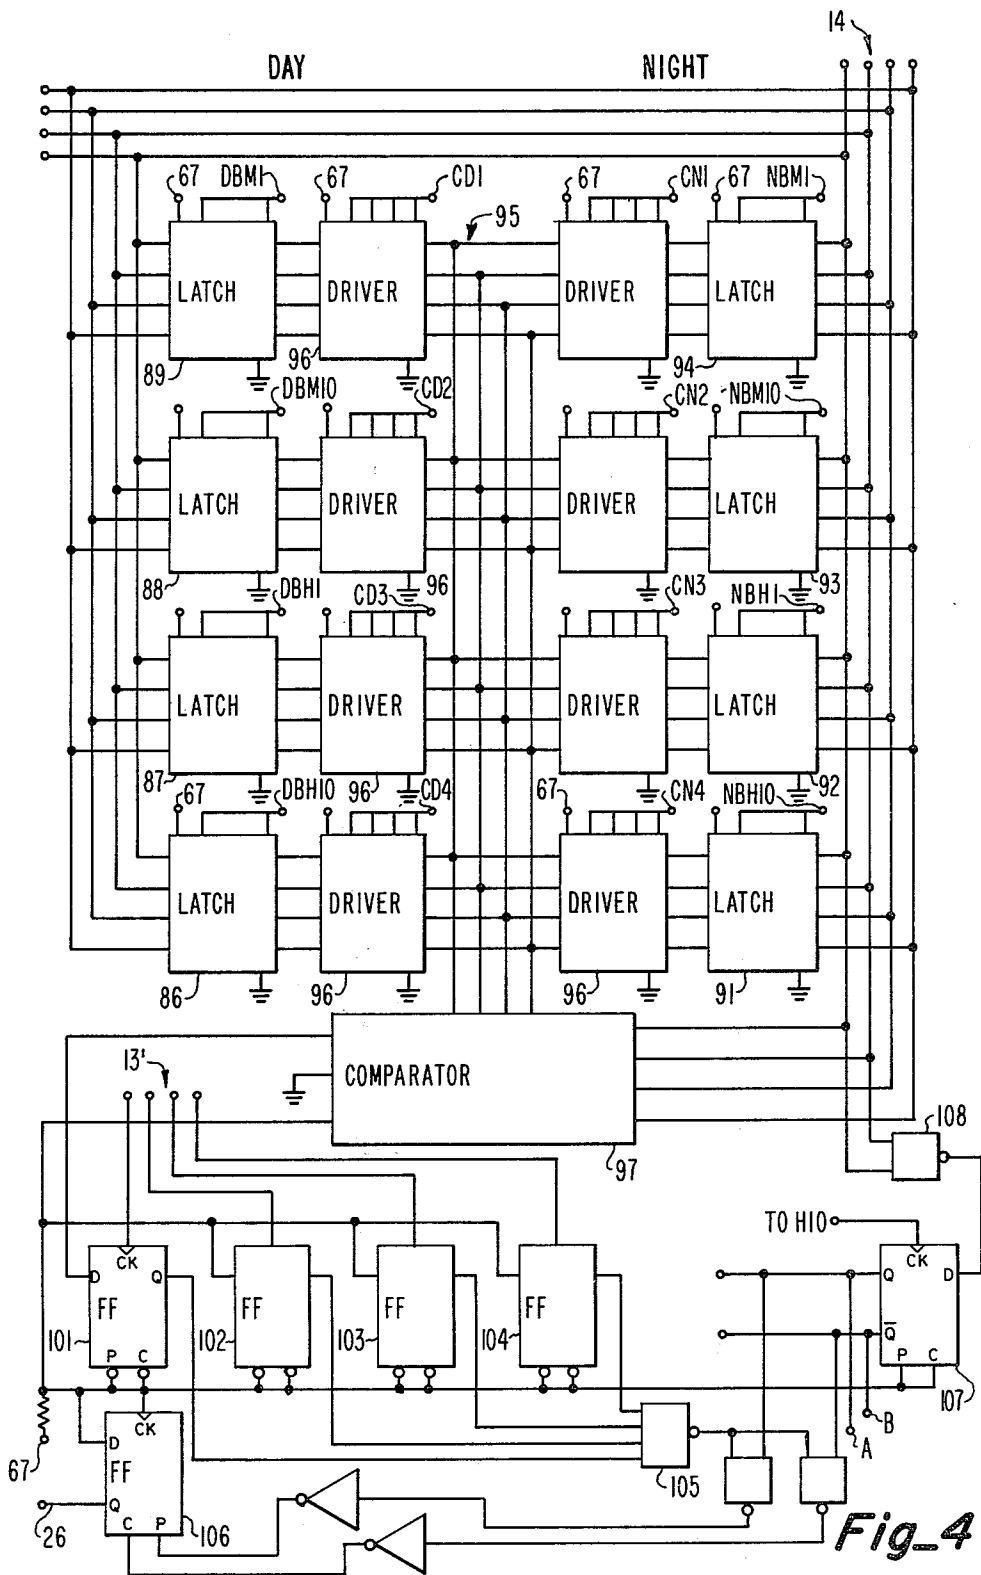 14
DAY NIGHT
67 DBM1 67 CD1 67 CN1 67 NBM1
95
LATCH DRIVER DRIVER LATCH
89 96 94
DBM10 CD2 CN2 NBM10
LATCH DRIVER DRIVER LATCH
88 96 93
DBH1 CD3 CN3 NBH1
LATCH DRIVER DRIVER LATCH
87 96 92
67 DBH10 CD4 67 CN4 NBH10
LATCH DRIVER DRIVER LATCH
86 96 96 91
13' COMPARATOR
97 108
TO H10
CK CK
D Q Q D
FF FF FF FF
101 102 103 104 Q̅
P C P C
107
B
CK A
67 D
FF 105
26 Q
C P 106
Fig_4